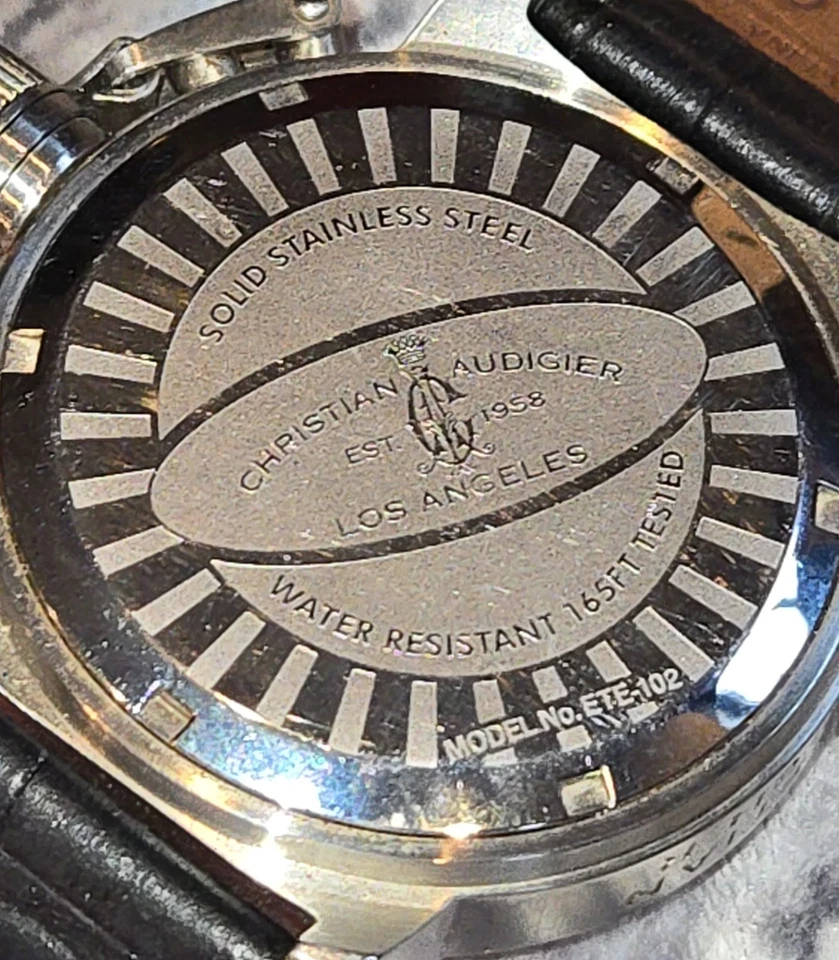 SOLID STAINLESS STEEL
CHRISTIAN AUDIGIER
EST. 1958
LOS ANGELES
WATER RESISTANT 165FT TESTED
MODEL No. ETE-102